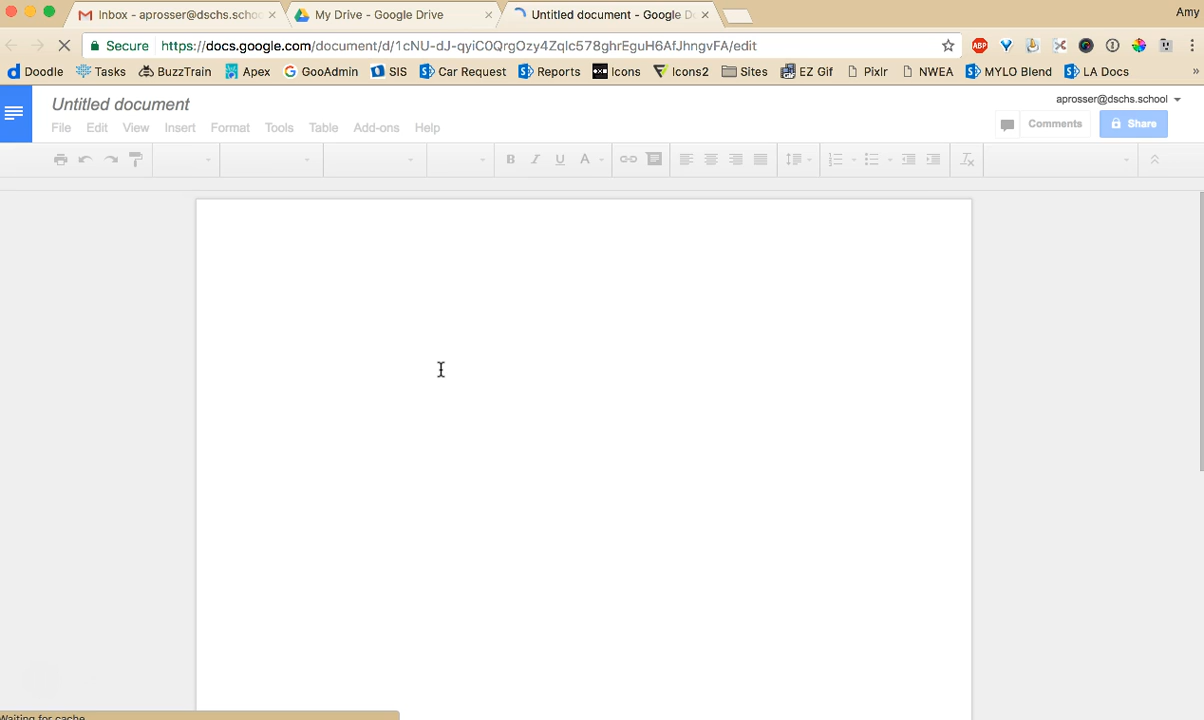 Inbox - aprosser@dschs.schoo
My Drive - Google Drive
Untitled document - Google D
Amy
Secure
https://docs.google.com/document/d/1cNU-dJ-qyiC0QrgOzy4Zqlc578ghrEguH6AfJhngvFA/edit
ABP
Doodle
Tasks
BuzzTrain
Apex
GooAdmin
SIS
Car Request
Reports
Icons
Icons2
Sites
EZ Gif
Pixlr
NWEA
MYLO Blend
LA Docs
Untitled document
aprosser@dschs.school
File
Edit
View
Insert
Format
Tools
Table
Add-ons
Help
Comments
Share
B
I
U
A
Waiting for cache...